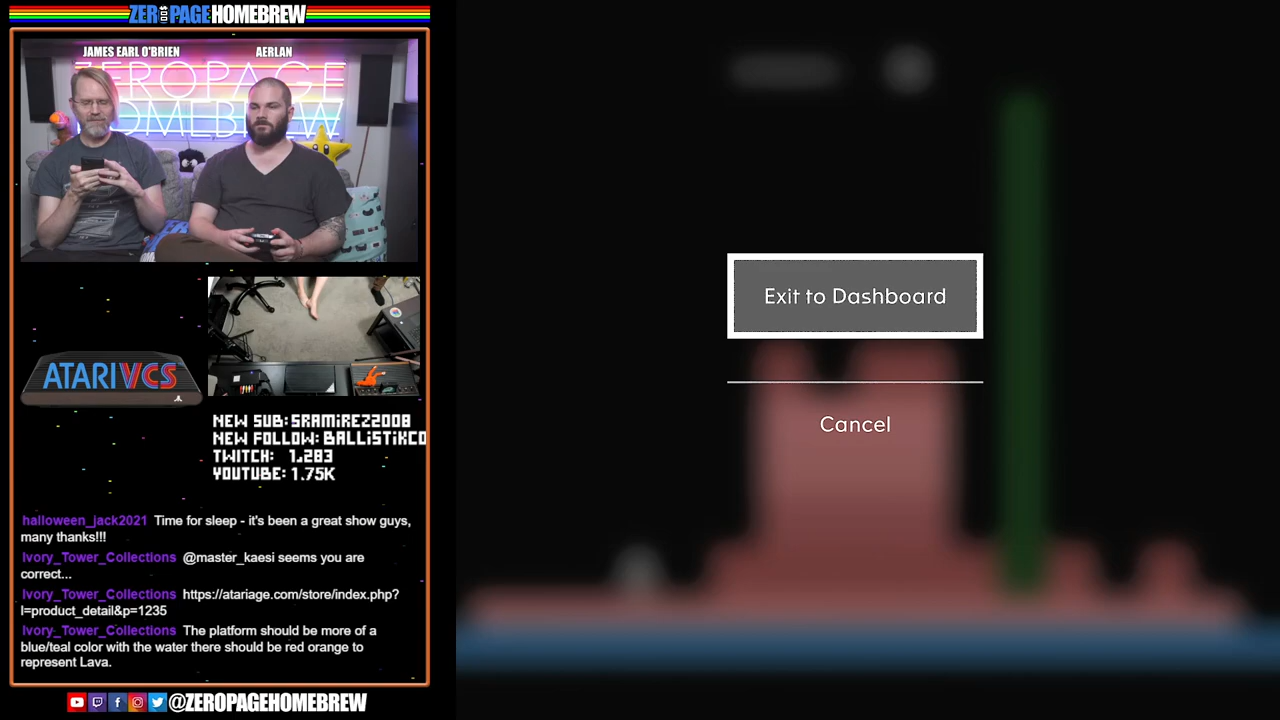 ZEROPAGE HOMEBREW
JAMES EARL O'BRIEN
AERLAN
ZEROPAGE
HOMEBREW
ATARI VCS
NEW SUB: SRAMIREZ2008
NEW FOLLOW: BALLISTIKCO
TWITCH: 1,283
YOUTUBE: 1.75K
halloween_jack2021 Time for sleep - it's been a great show guys,
many thanks!!!
Ivory_Tower_Collections @master_kaesi seems you are
correct...
Ivory_Tower_Collections https://atariage.com/store/index.php?
l=product_detail&p=1235
Ivory_Tower_Collections The platform should be more of a
blue/teal color with the water there should be red orange to
represent Lava.
@ZEROPAGEHOMEBREW
Exit to Dashboard
Cancel